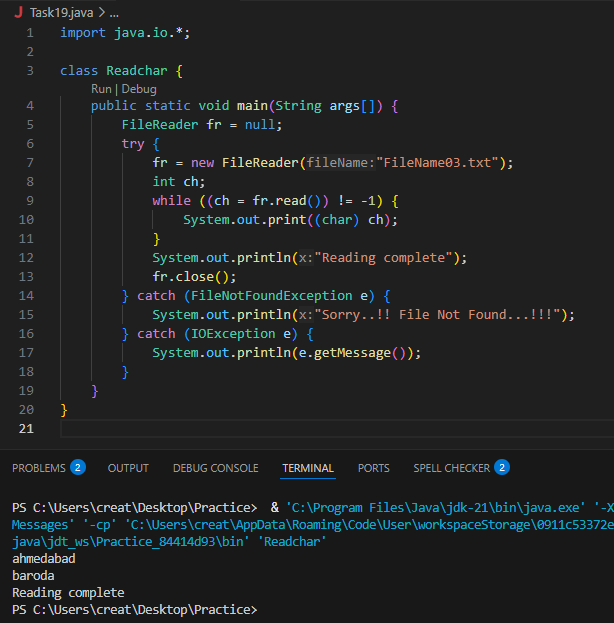 J Task19.java > ...
1 import java.io.*;
2
3 class Readchar {
Run | Debug
4 public static void main(String args[]) {
5 FileReader fr = null;
6 try {
7 fr = new FileReader(fileName:"FileName03.txt");
8 int ch;
9 while ((ch = fr.read()) != -1) {
10 System.out.print((char) ch);
11 }
12 System.out.println(x:"Reading complete");
13 fr.close();
14 } catch (FileNotFoundException e) {
15 System.out.println(x:"Sorry..!! File Not Found...!!!");
16 } catch (IOException e) {
17 System.out.println(e.getMessage());
18 }
19 }
20 }
21
PROBLEMS 2 OUTPUT DEBUG CONSOLE TERMINAL PORTS SPELL CHECKER 2
PS C:\Users\creat\Desktop\Practice>  & 'C:\Program Files\Java\jdk-21\bin\java.exe' '-X
Messages' '-cp' 'C:\Users\creat\AppData\Roaming\Code\User\workspaceStorage\0911c53372e
java\jdt_ws\Practice_84414d93\bin' 'Readchar'
ahmedabad
baroda
Reading complete
PS C:\Users\creat\Desktop\Practice>